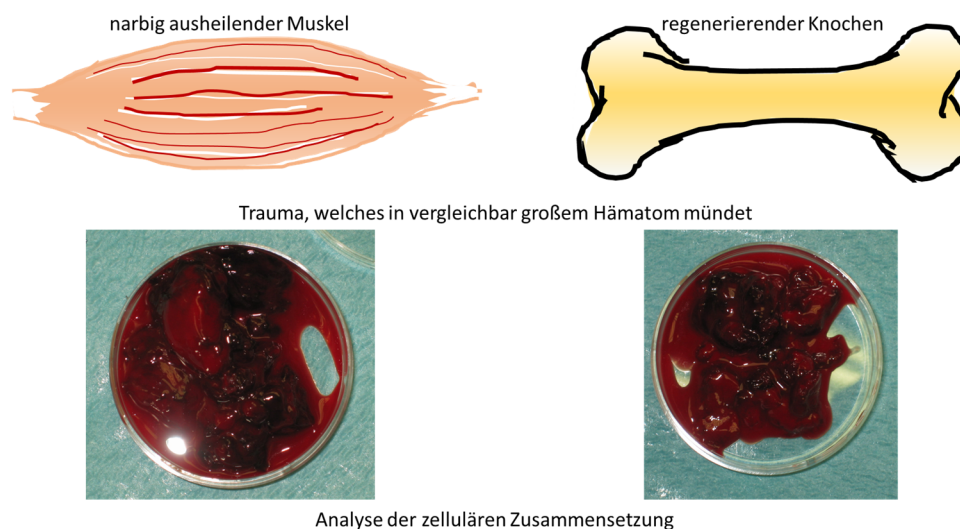 narbig ausheilender Muskel
regenerierender Knochen
Trauma, welches in vergleichbar großem Hämatom mündet
Analyse der zellulären Zusammensetzung